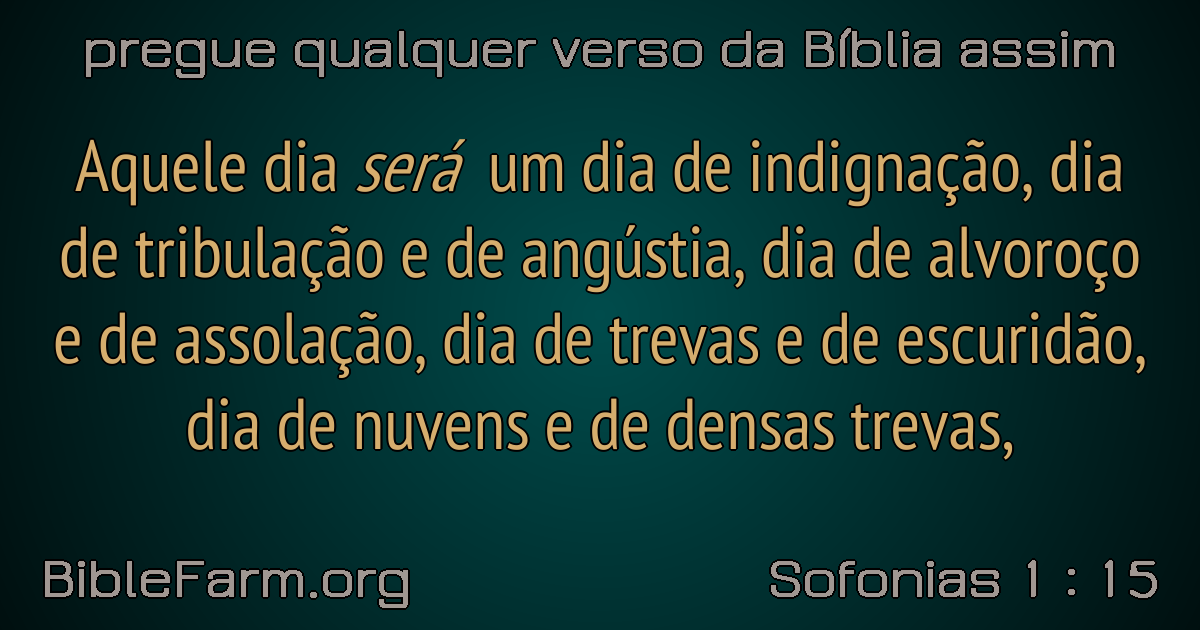 pregue qualquer verso da Bíblia assim
Aquele dia será um dia de indignação, dia
de tribulação e de angústia, dia de alvoroço
e de assolação, dia de trevas e de escuridão,
dia de nuvens e de densas trevas,
BibleFarm.org
Sofonias 1 : 15